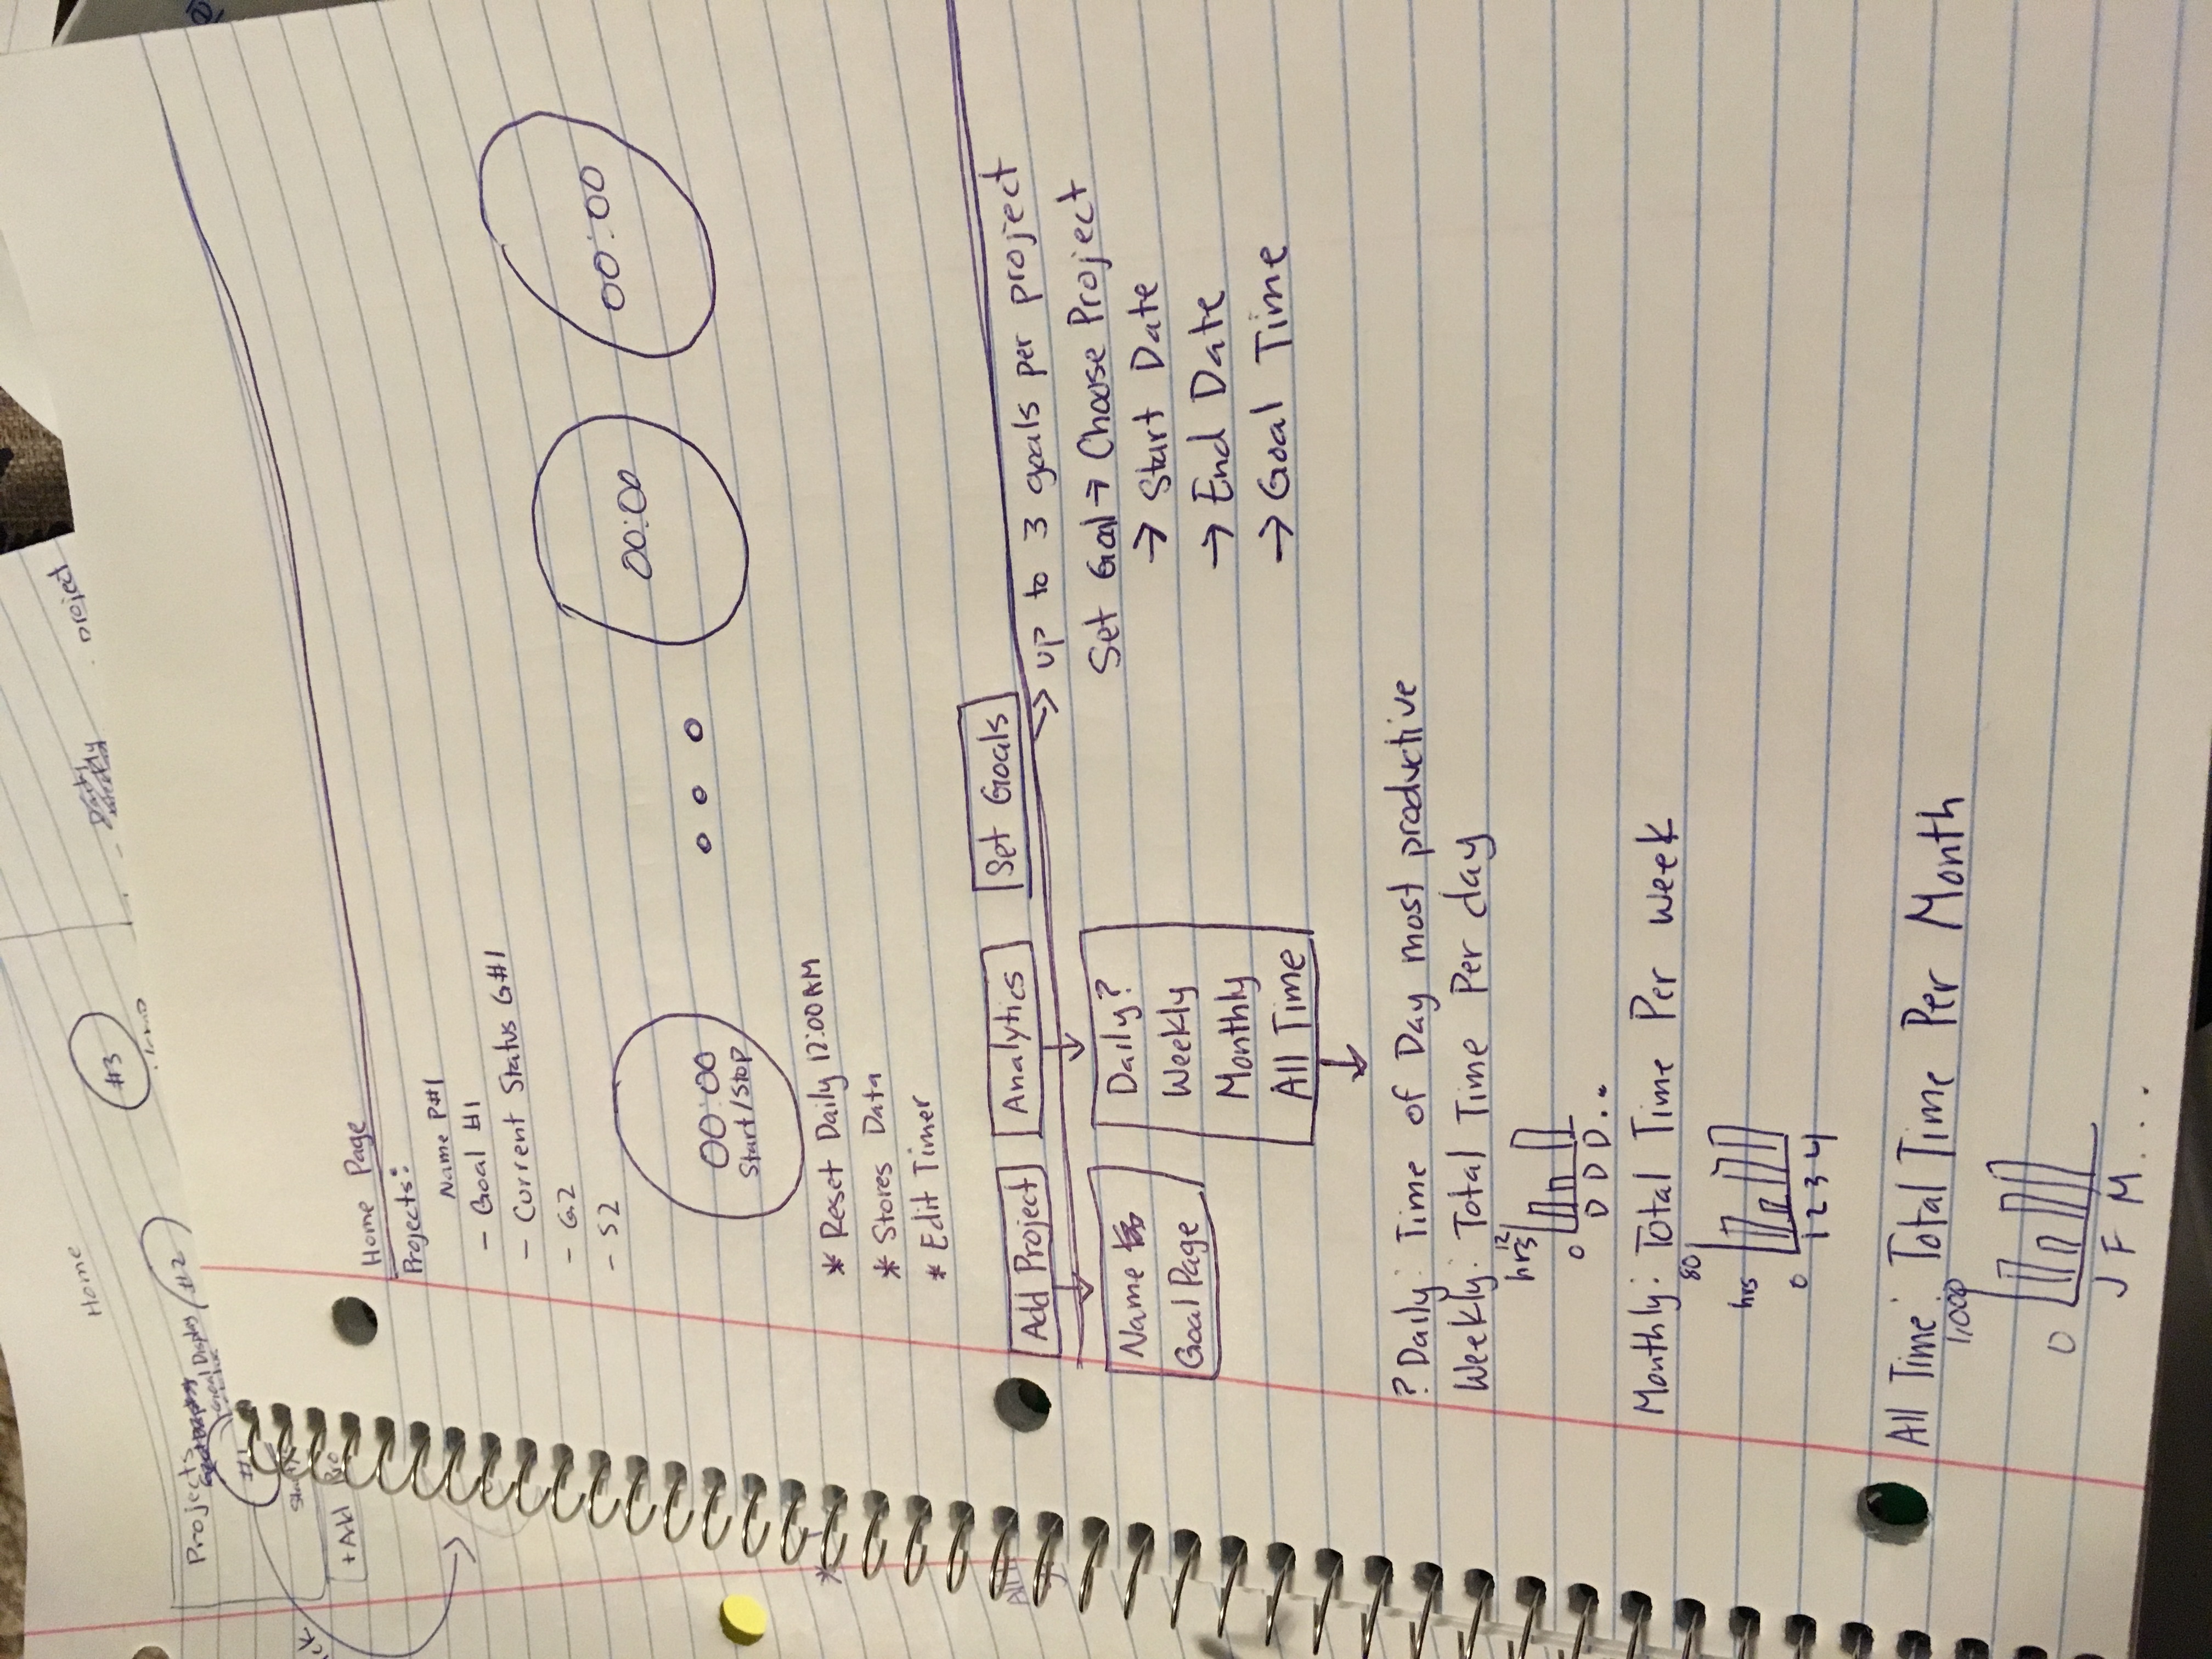 Home
#3
Daily
Weekly
project
Projects
Goal Display
#2
#1
+Add Pro
Home Page
Projects:
Name P#1
- Goal #1
- Current Status G#1
- G2
- S2
00:00
Start/Stop
00:00
00:00
* Reset Daily 12:00AM
* Stores Data
* Edit Timer
Add Project
Analytics
Set Goals
→ up to 3 goals per project
Name
Goal Page
Daily?
Weekly
Monthly
All Time
Set Goal → Choose Project
→ Start Date
→ End Date
→ Goal Time
? Daily: Time of Day most productive
Weekly: Total Time Per day
12
hrs
0
D D D..
Monthly: Total Time Per week
80
hrs
0
1 2 3 4
All Time: Total Time Per Month
1,000
0
J F M...